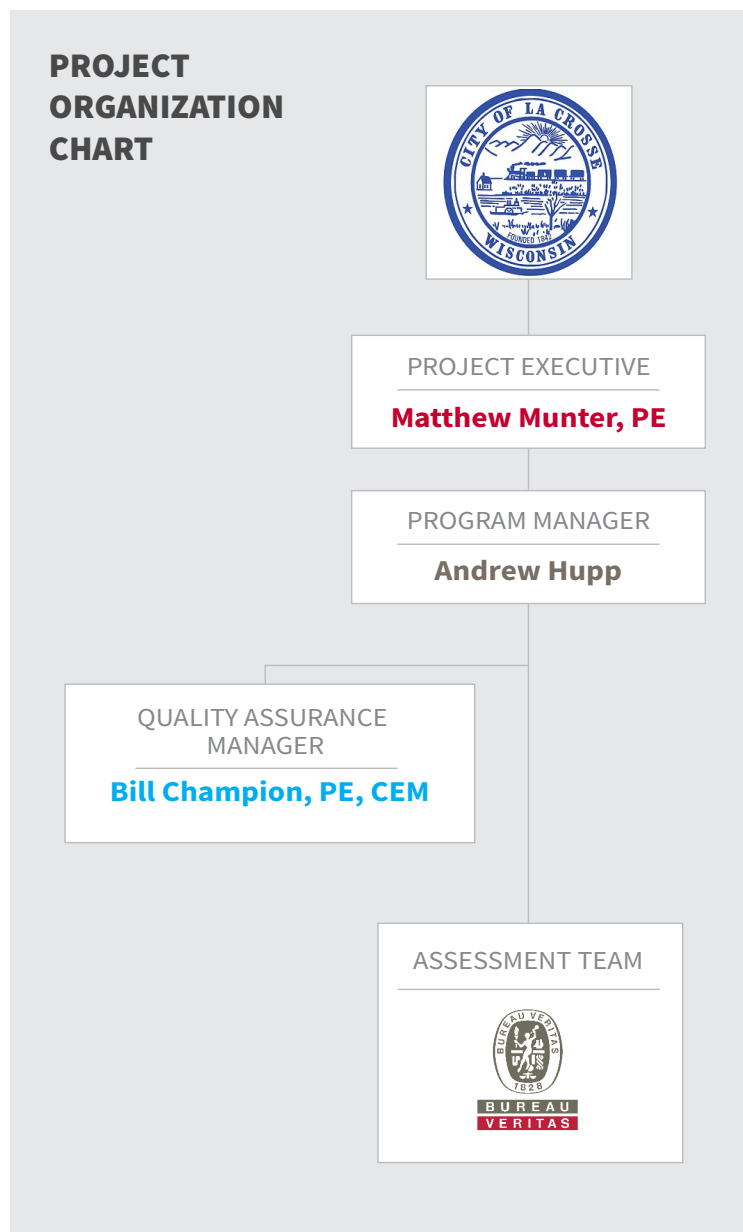 PROJECT
ORGANIZATION
CHART
CITY OF LA CROSSE
FOUNDED 1842
WISCONSIN
PROJECT EXECUTIVE
Matthew Munter, PE
PROGRAM MANAGER
Andrew Hupp
QUALITY ASSURANCE
MANAGER
Bill Champion, PE, CEM
ASSESSMENT TEAM
BUREAU VERITAS
1828
BUREAU
VERITAS